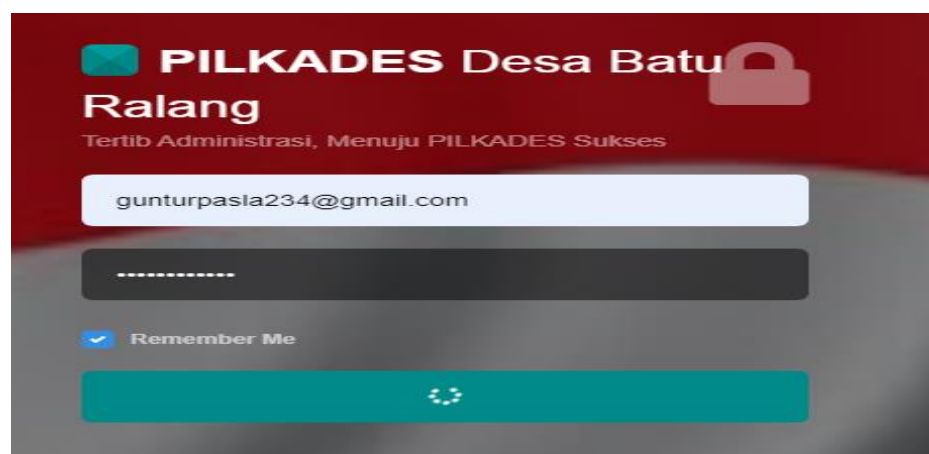 PILKADES Desa Batu
Ralang
Tertib Administrasi, Menuju PILKADES Sukses
gunturpasla234@gmail.com
••••••••••••
Remember Me